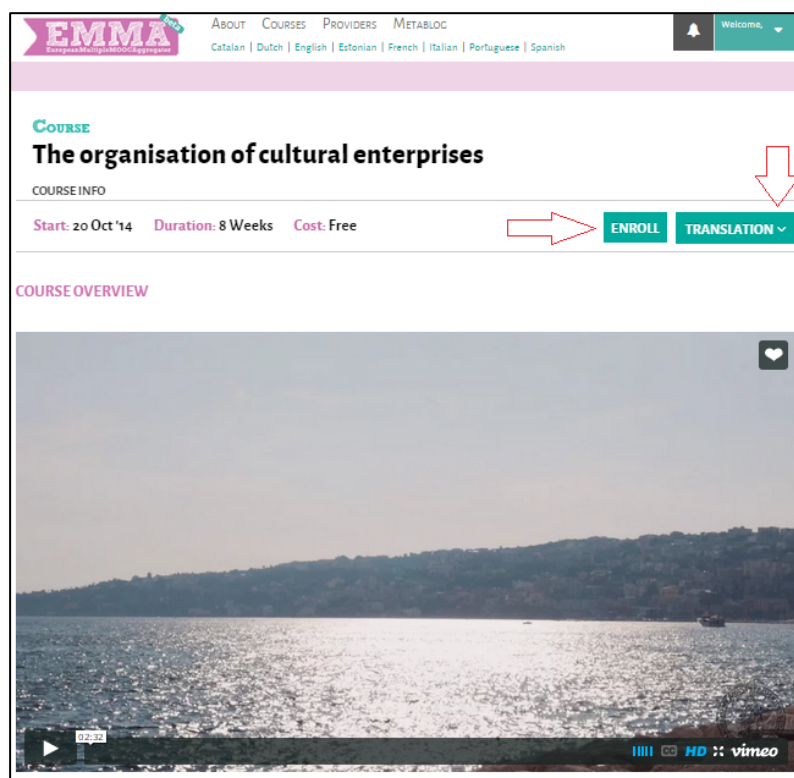 EMMA beta
EuropeanMultipleMOOCAggregator
About Courses Providers Metablog
Catalan | Dutch | English | Estonian | French | Italian | Portuguese | Spanish
Welcome,
Course
The organisation of cultural enterprises
COURSE INFO
Start: 20 Oct '14 Duration: 8 Weeks Cost: Free
ENROLL
TRANSLATION
COURSE OVERVIEW
02:32
CC HD vimeo